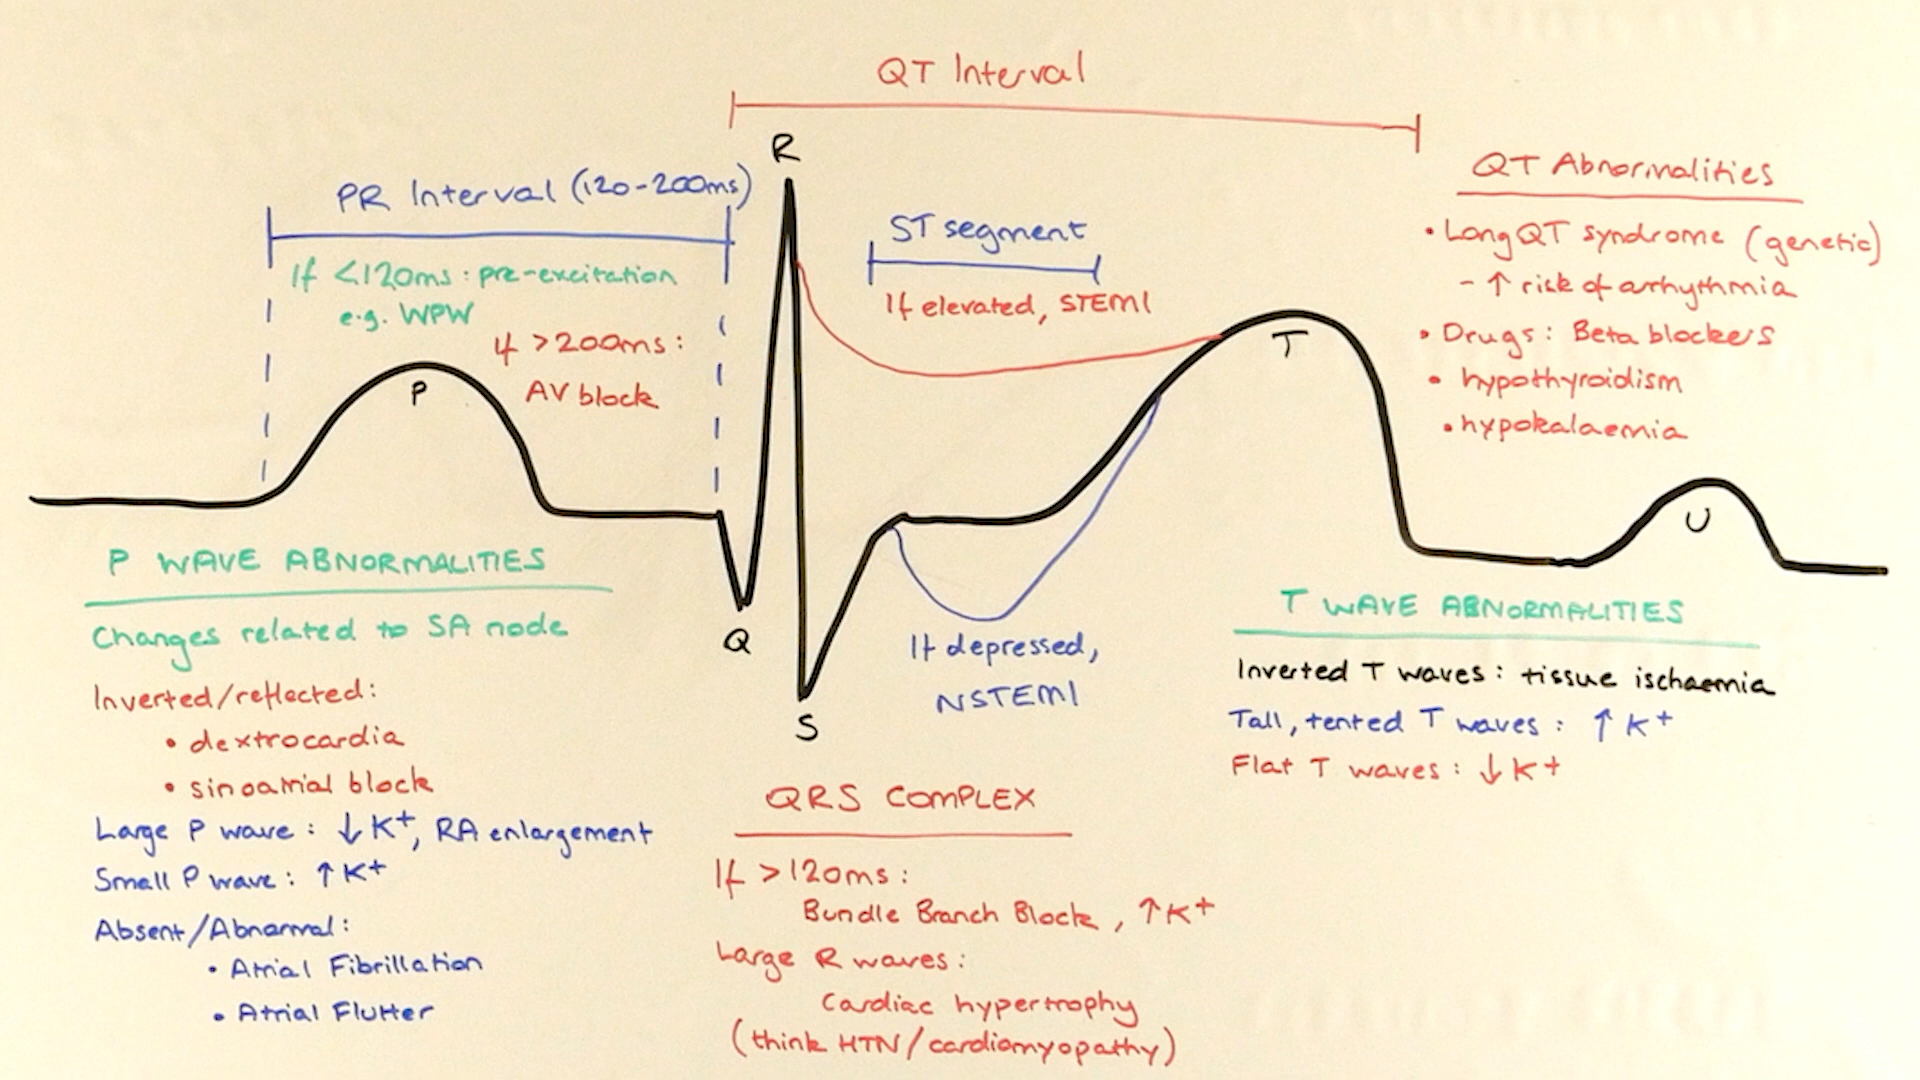 QT Interval
R
PR Interval (120-200ms)
If <120ms: pre-excitation
e.g. WPW
If >200ms:
AV block
P
ST segment
If elevated, STEMI
T
QT Abnormalities
• Long QT syndrome (genetic)
- ↑ risk of arrhythmia
• Drugs: Beta blockers
• hypothyroidism
• hypokalaemia
U
Q
S
If depressed,
NSTEMI
P WAVE ABNORMALITIES
Changes related to SA node
Inverted/reflected:
• dextrocardia
• sinoatrial block
Large P wave: ↓K+, RA enlargement
Small P wave: ↑K+
Absent/Abnormal:
• Atrial Fibrillation
• Atrial Flutter
QRS COMPLEX
If >120ms:
Bundle Branch Block, ↑K+
Large R waves:
Cardiac hypertrophy
(think HTN/cardiomyopathy)
T WAVE ABNORMALITIES
Inverted T waves: tissue ischaemia
Tall, tented T waves: ↑K+
Flat T waves: ↓K+